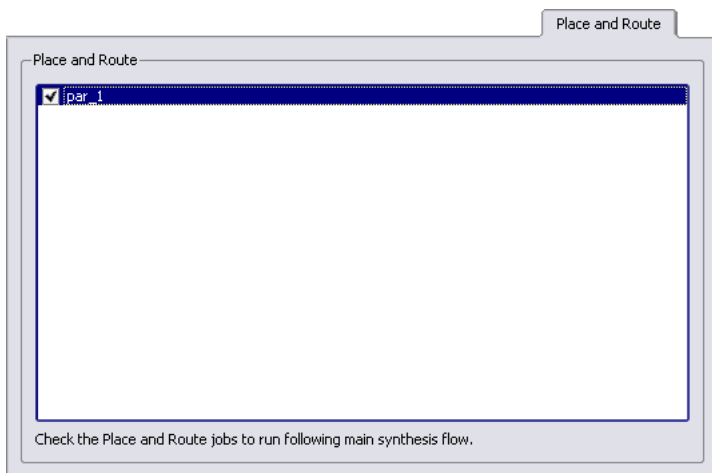 Place and Route
Place and Route
par_1
Check the Place and Route jobs to run following main synthesis flow.